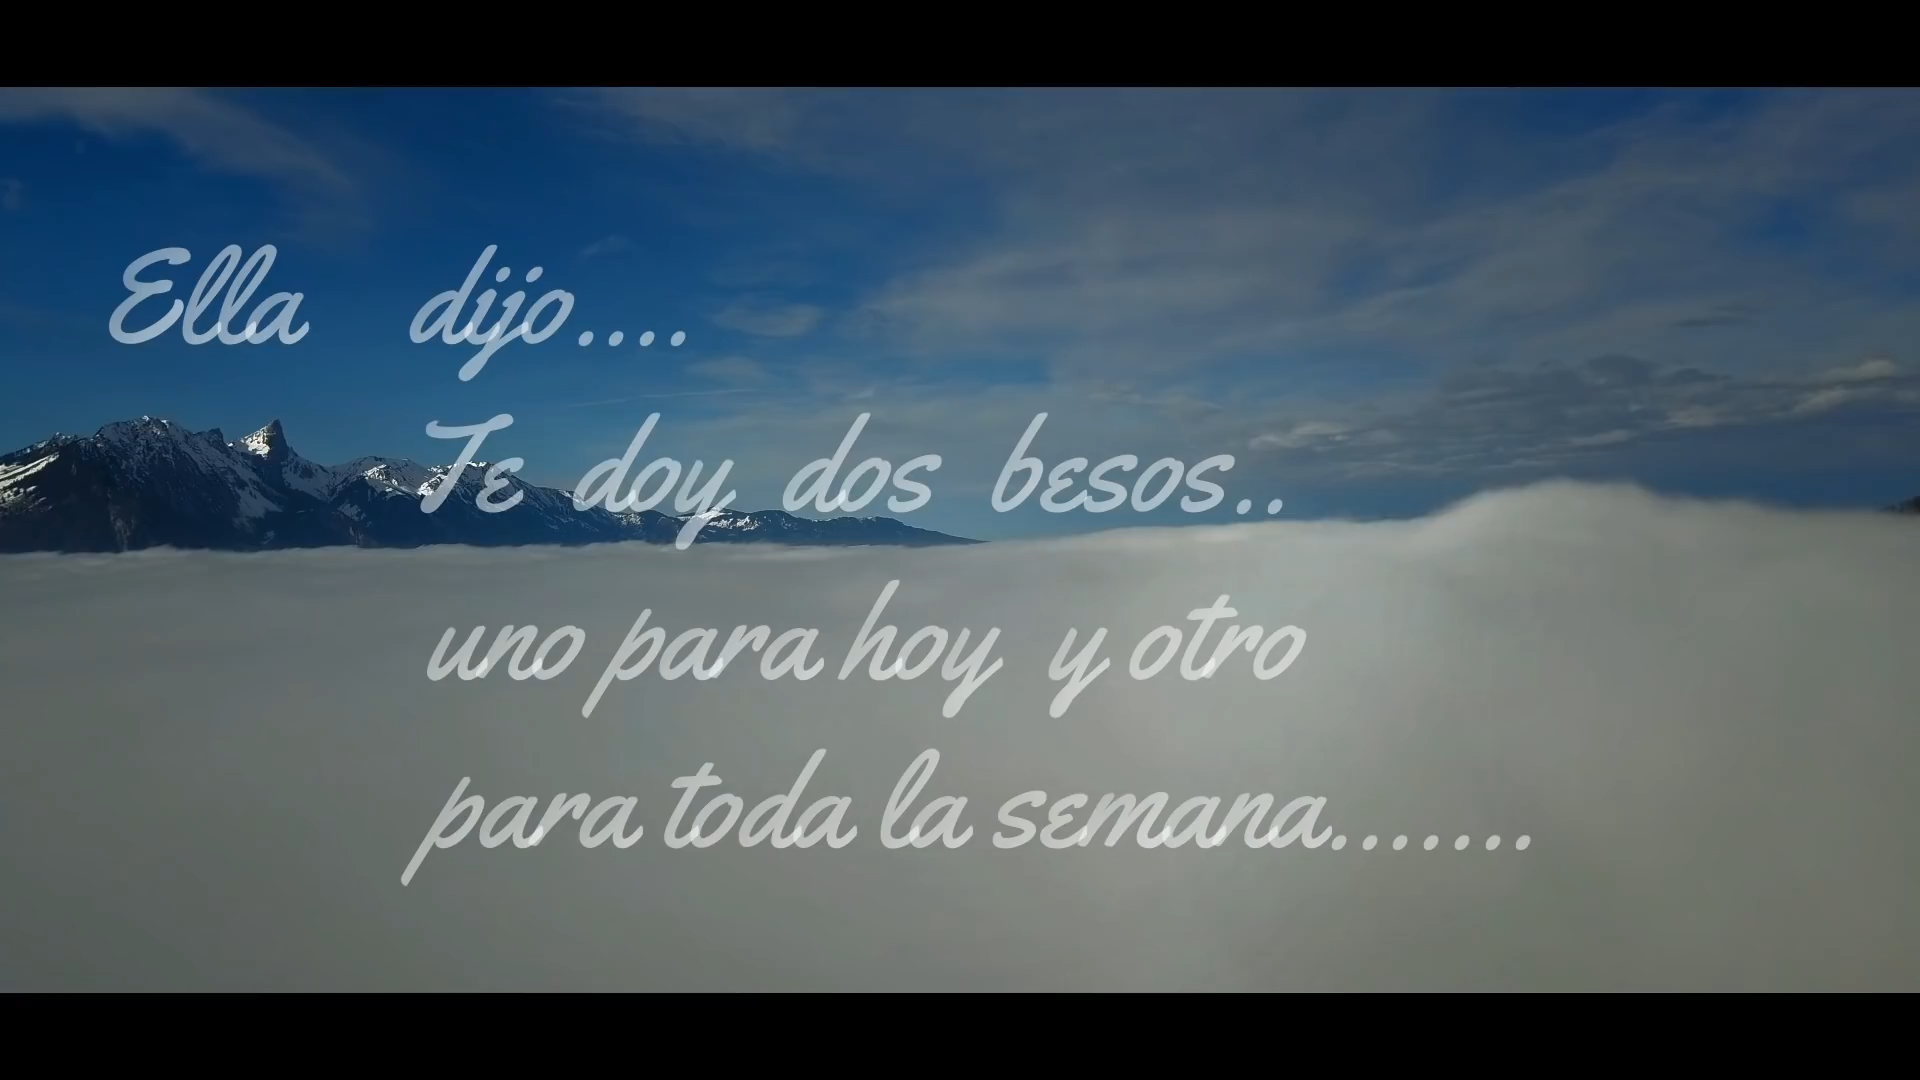 Ella dijo....
Te doy dos besos..
uno para hoy y otro
para toda la semana.......